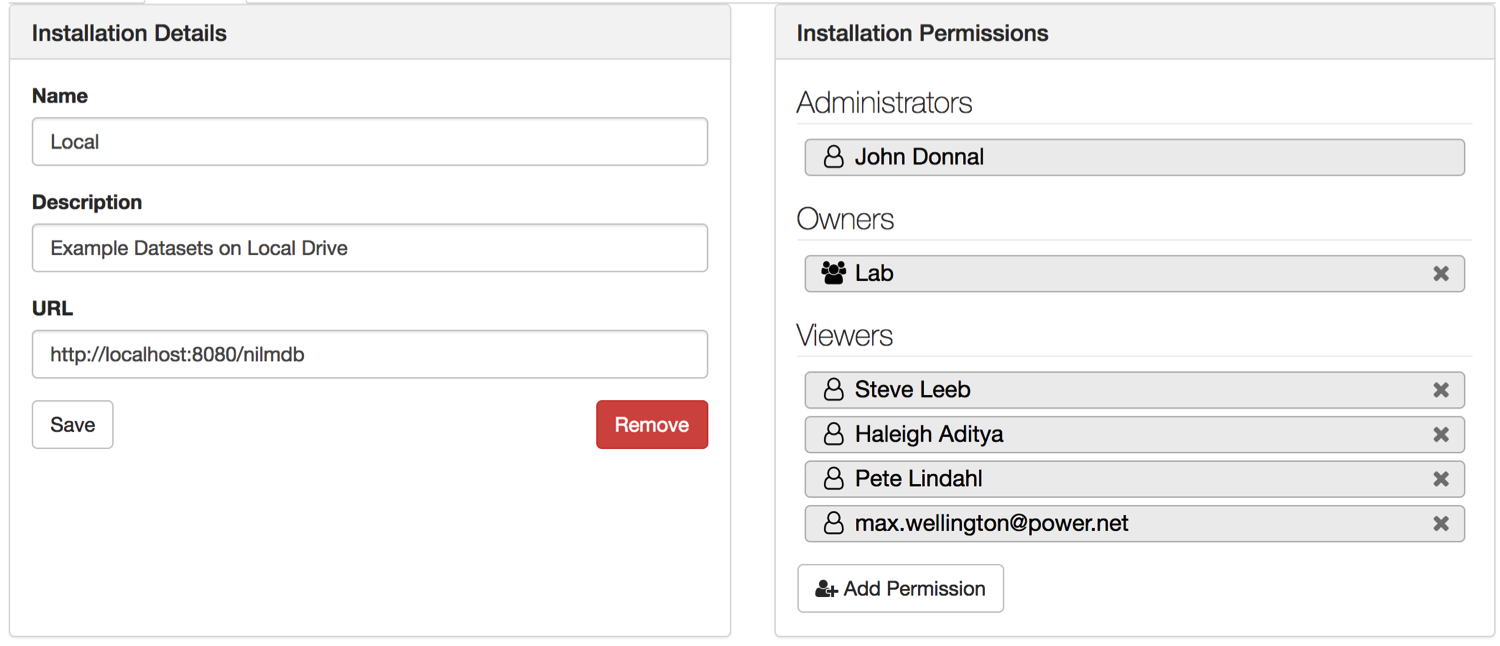 Installation Details
Name
Local
Description
Example Datasets on Local Drive
URL
http://localhost:8080/nilmdb
Save
Remove
Installation Permissions
Administrators
John Donnal
Owners
Lab
Viewers
Steve Leeb
Haleigh Aditya
Pete Lindahl
max.wellington@power.net
Add Permission